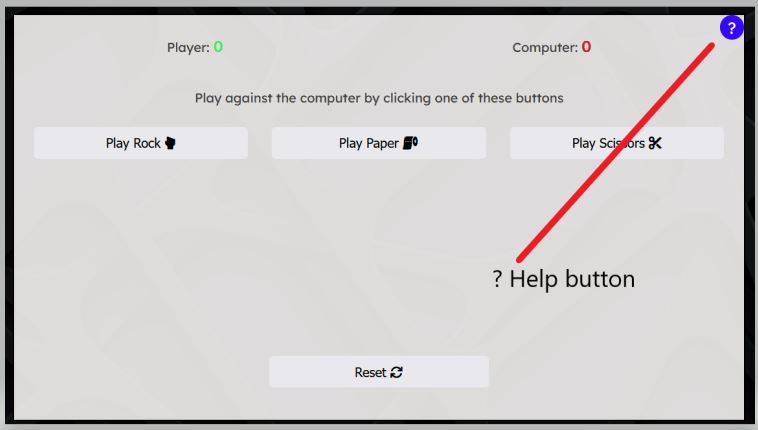 ?
Player: 0 Computer: 0
Play against the computer by clicking one of these buttons
Play Rock Play Paper Play Scissors
? Help button
Reset